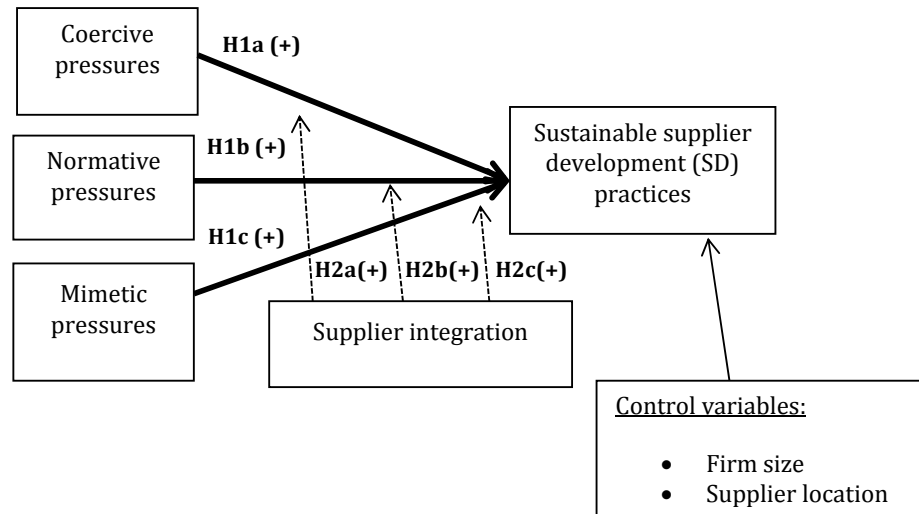 Coercive
pressures
H1a (+)
Normative
pressures
H1b (+)
Mimetic
pressures
H1c (+)
H2a(+) H2b(+) H2c(+)
Supplier integration
Sustainable supplier
development (SD)
practices
Control variables:
• Firm size
• Supplier location